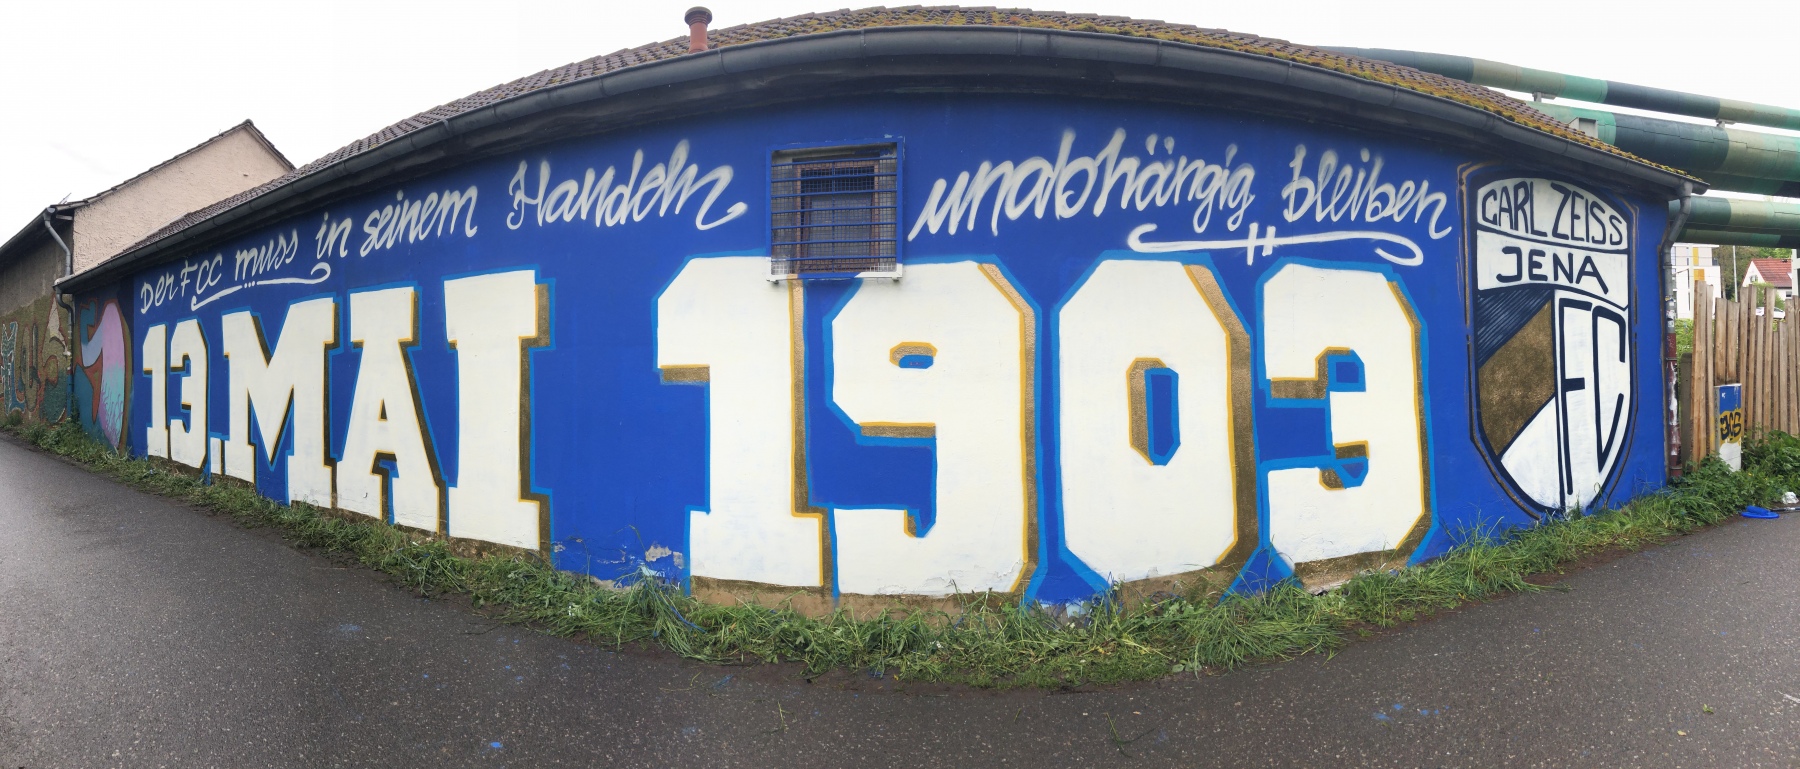 Der FCC muss in seinem Handeln unabhängig bleiben
13. MAI 1903
CARL ZEISS
JENA
FC